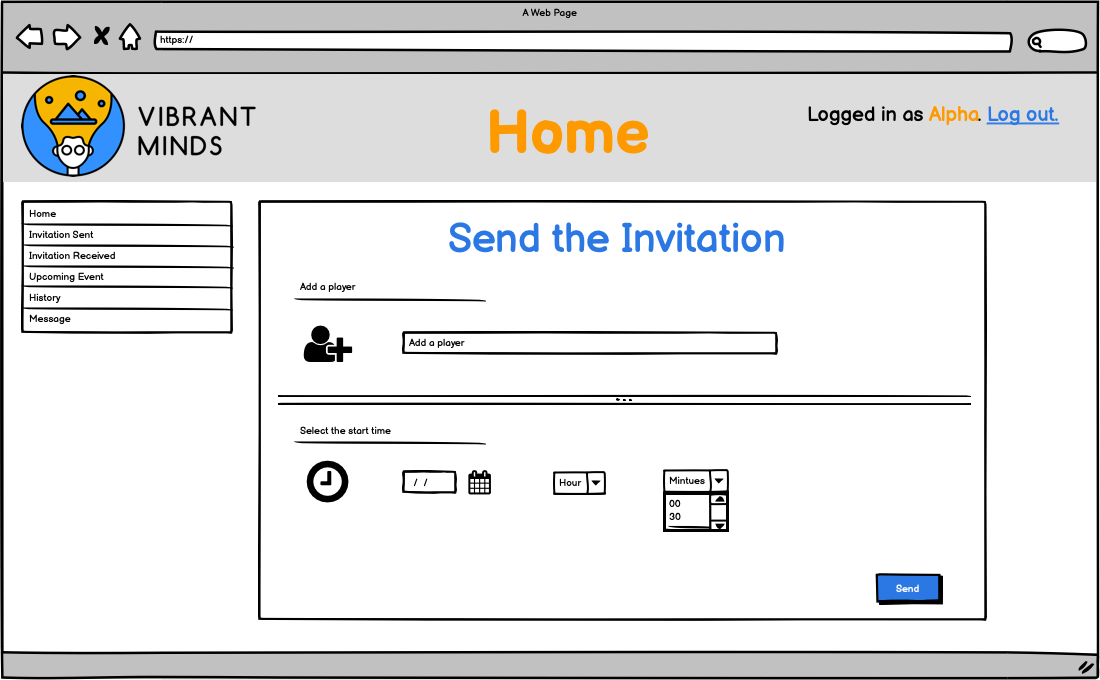 A Web Page
https://
VIBRANT
MINDS
Home
Logged in as Alpha. Log out.
Home
Invitation Sent
Invitation Received
Upcoming Event
History
Message
Send the Invitation
Add a player
Add a player
Select the start time
/ /
Hour
Mintues
00
30
Send